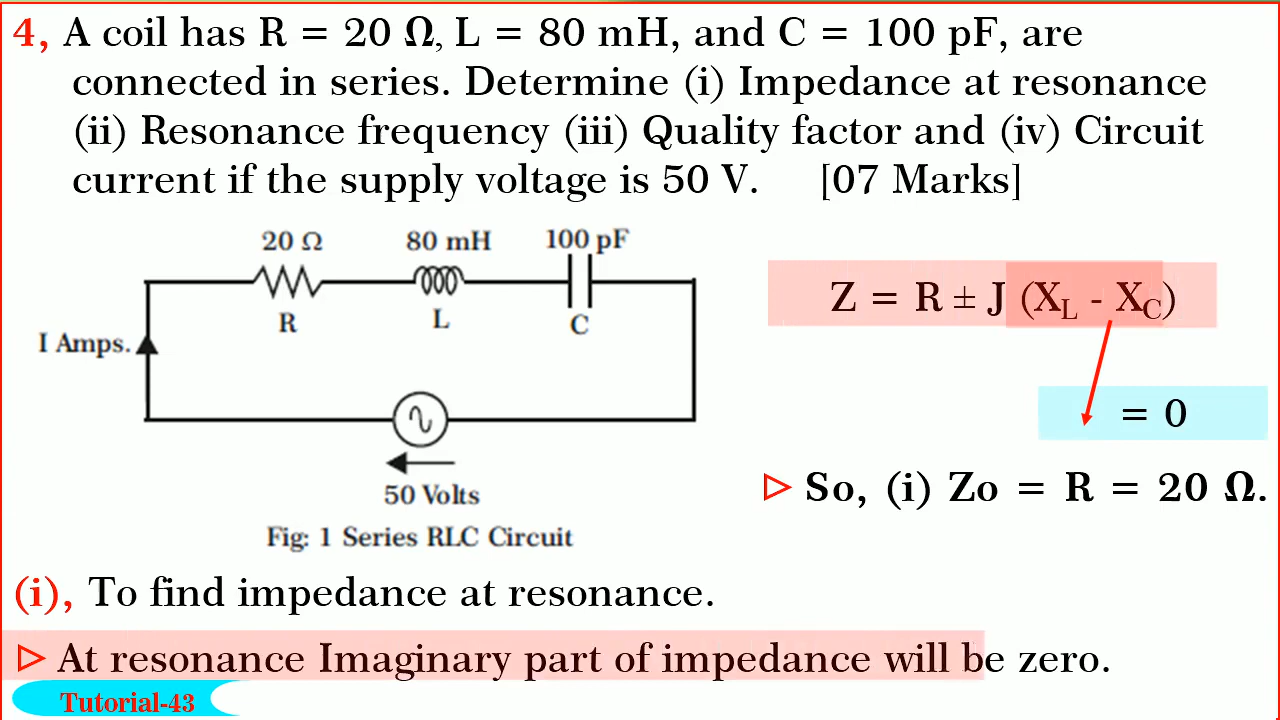 4, A coil has R = 20 Ω, L = 80 mH, and C = 100 pF, are
connected in series. Determine (i) Impedance at resonance
(ii) Resonance frequency (iii) Quality factor and (iv) Circuit
current if the supply voltage is 50 V. [07 Marks]
20 Ω 80 mH 100 pF
R L C
I Amps.
50 Volts
Fig: 1 Series RLC Circuit
Z = R ± J (X_L - X_C)
= 0
▷ So, (i) Zo = R = 20 Ω.
(i), To find impedance at resonance.
▷ At resonance Imaginary part of impedance will be zero.
Tutorial-43